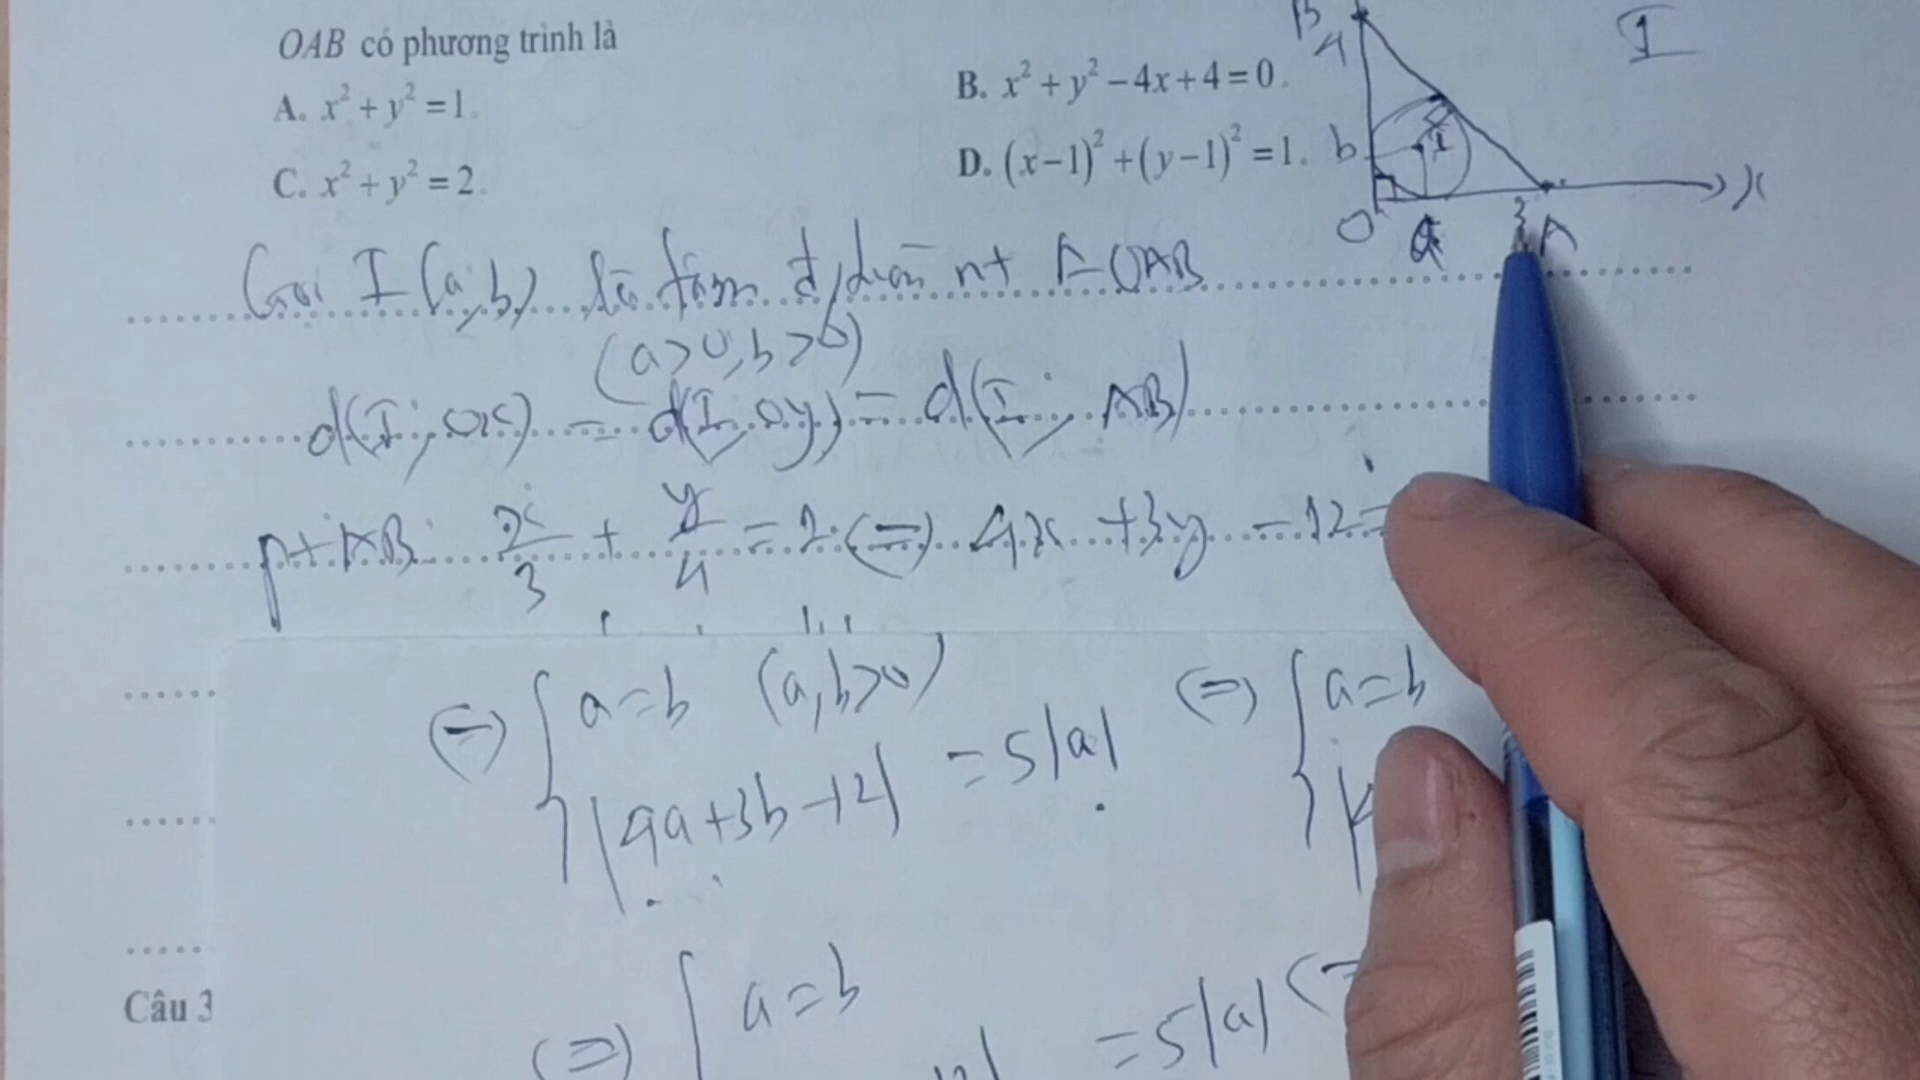 OAB có phương trình là
A. x² + y² = 1.
B. x² + y² − 4x + 4 = 0.
C. x² + y² = 2.
D. (x−1)² + (y−1)² = 1.
B
4
I
b
I
O
a
3
A
x
Gọi I(a;b) là tâm đ/tròn nt Δ OAB
(a>0, b>0)
d(I; ox) = d(I, oy) = d(I; AB)
pt AB: x/3 + y/4 = 1 (=) 4x + 3y − 12 =
(=) { a=b (a,b>0)
|4a+3b−12| = 5|a|
(=) { a=b
(=) { a=b
= 5|a|
Câu 3